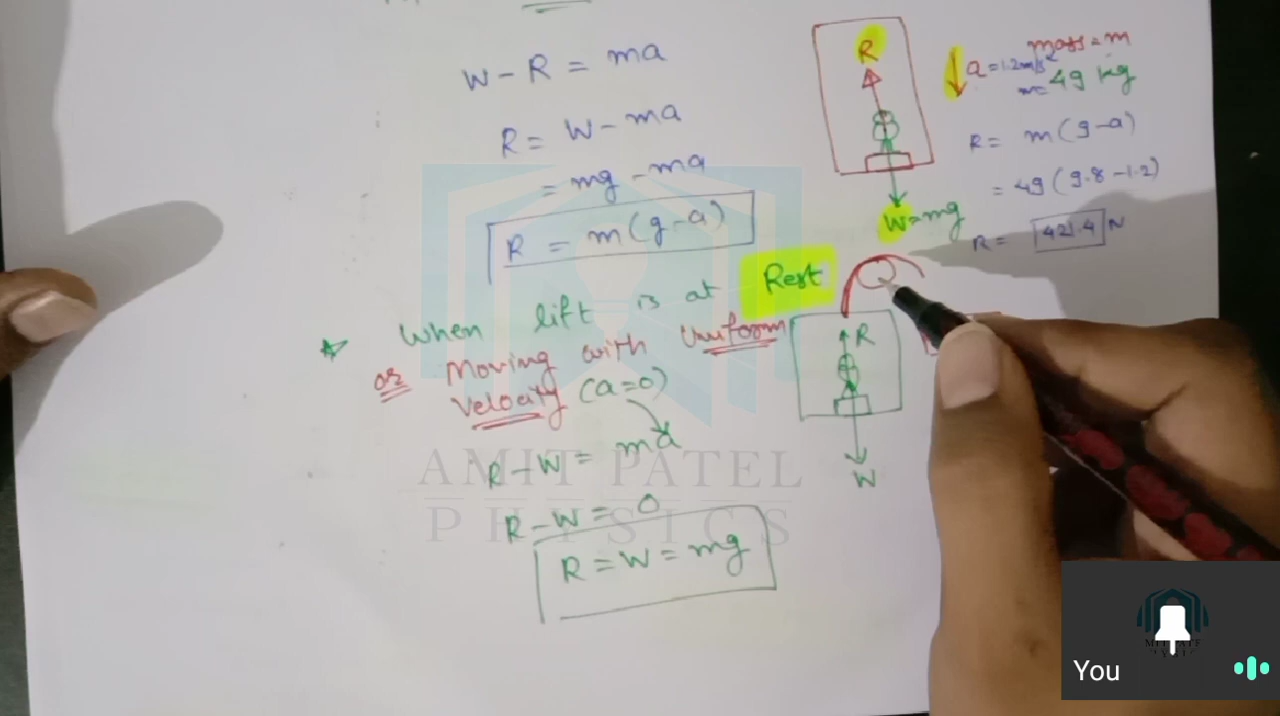 W - R = ma
R = W - ma
= mg - ma
R = m(g-a)
R
W = mg
mass = m
a = 1.2 m/s²
m = 49 kg
R = m(g-a)
= 49(9.8-1.2)
R = 421.4 N
When lift is at Rest
or Moving with Uniform
Velocity (a=0)
R - W = ma
R - W = 0
R = W = mg
R
W
AMIT PATEL
PHYSICS
You